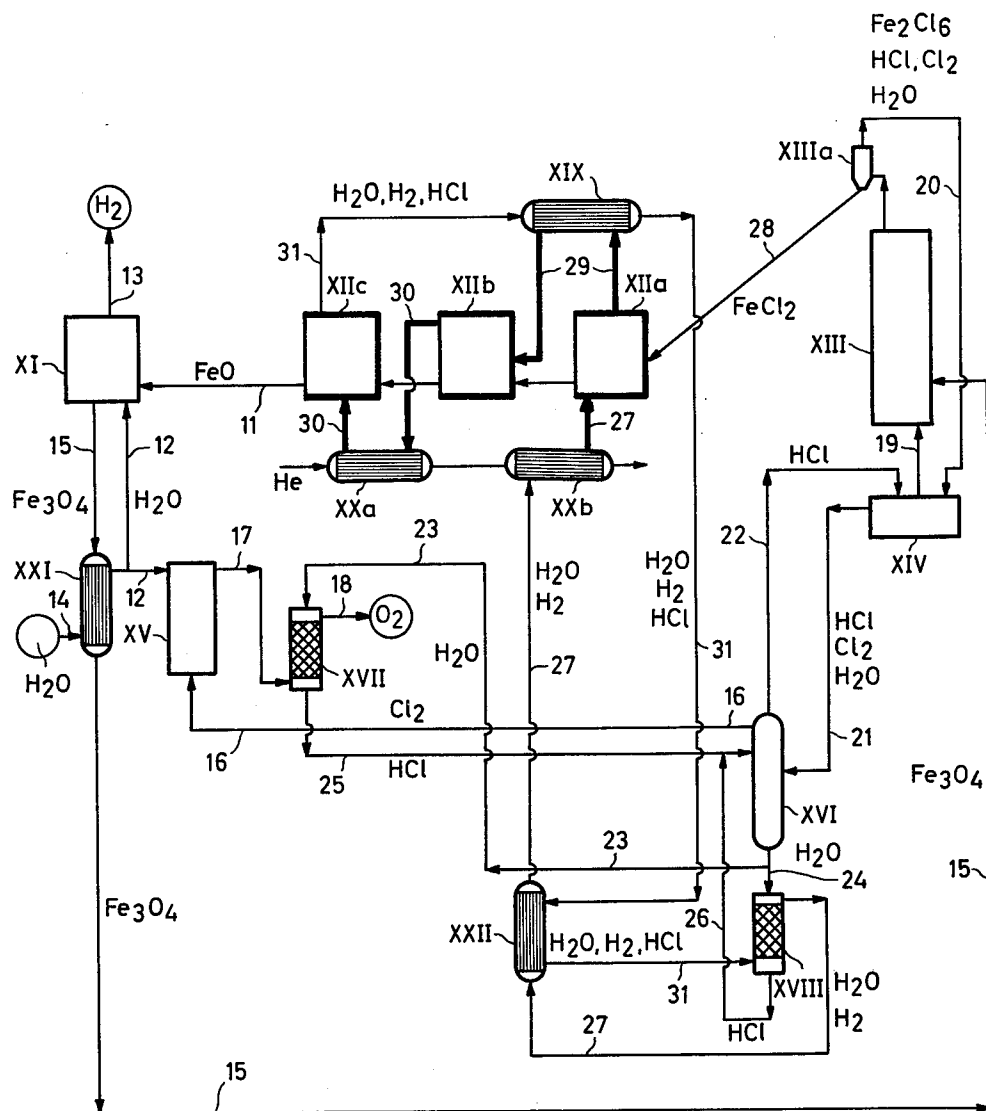 Fe2Cl6
HCl, Cl2
H2O
XIIIa
20
XIX
H2O, H2, HCl
H2
28
13
31
29
XIIc
XIIb
XIIa
30
FeCl2
XIII
XI
FeO
11
30
27
19
15
12
He
HCl
XXa
XXb
Fe3O4
H2O
22
XIV
17
23
XXI
18
O2
H2O
H2
H2O
H2
HCl
14
12
XV
H2O
HCl
Cl2
H2O
H2O
XVII
27
31
Cl2
16
21
16
25
HCl
Fe3O4
XVI
23
H2O
24
15
Fe3O4
26
XXII
H2O, H2, HCl
31
XVIII
H2O
H2
HCl
27
15